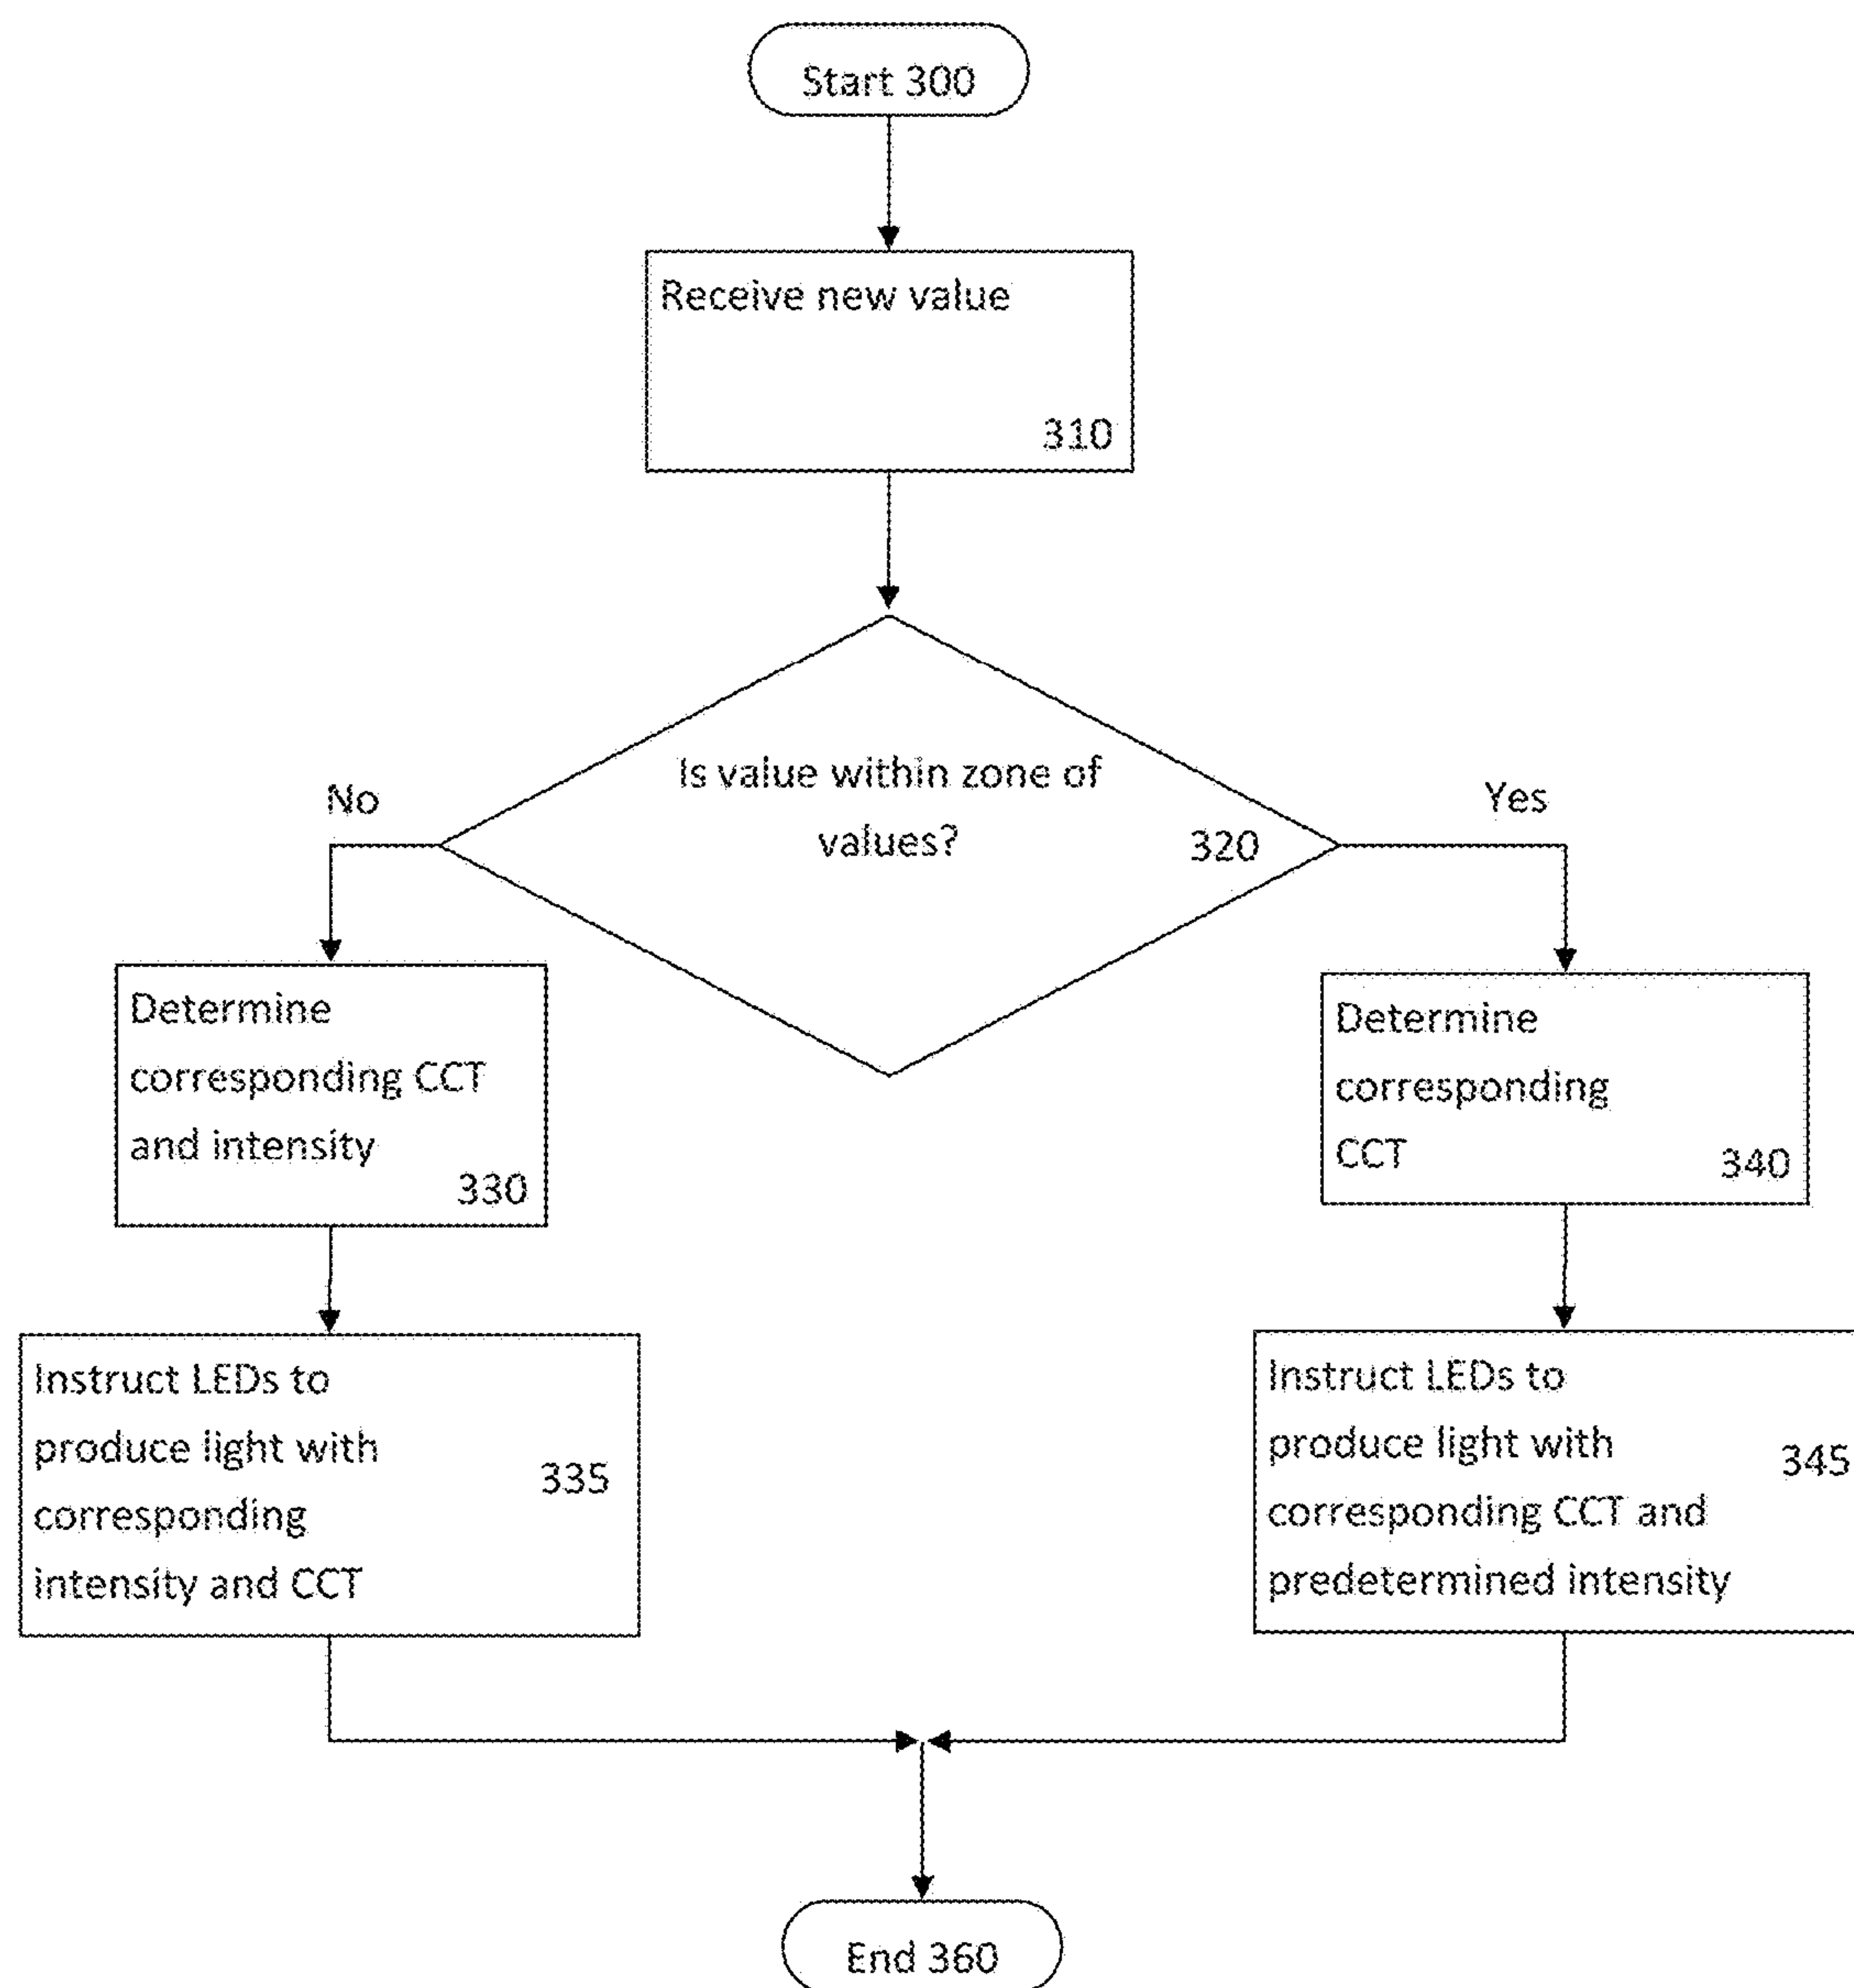 Start 300
Receive new value
310
Is value within zone of
values?
320
No
Yes
Determine
corresponding CCT
and intensity
330
Determine
corresponding
CCT
340
Instruct LEDs to
produce light with
corresponding
intensity and CCT
335
Instruct LEDs to
produce light with
corresponding CCT and
predetermined intensity
345
End 360